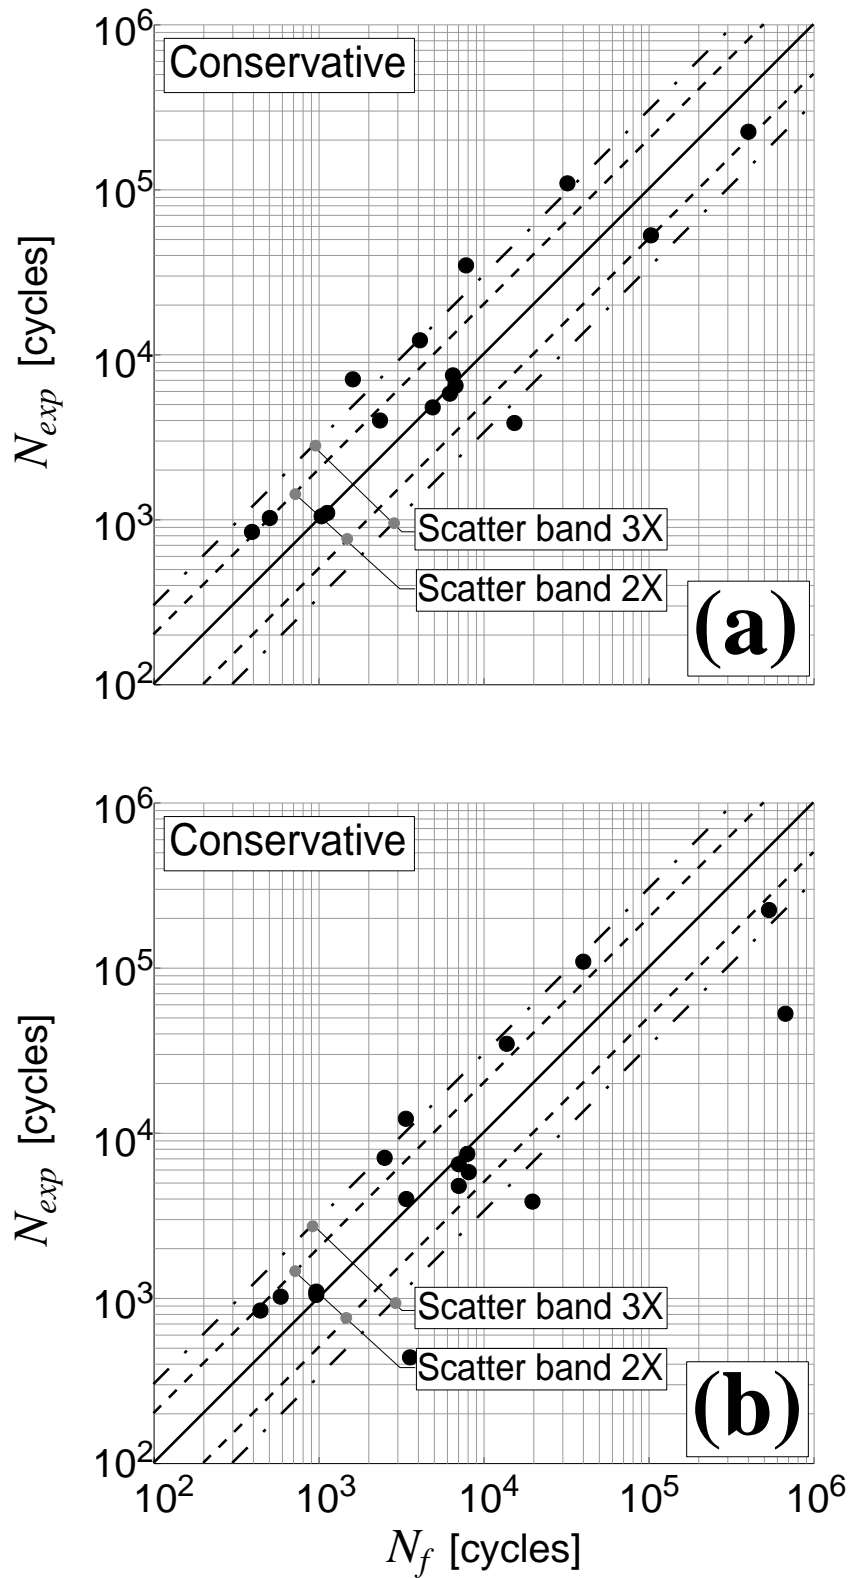 10^6
Conservative
10^5
N_exp [cycles]
10^4
10^3
Scatter band 3X
Scatter band 2X
(a)
10^2
10^6
Conservative
10^5
N_exp [cycles]
10^4
10^3
Scatter band 3X
Scatter band 2X
(b)
10^2
10^2 10^3 10^4 10^5 10^6
N_f [cycles]